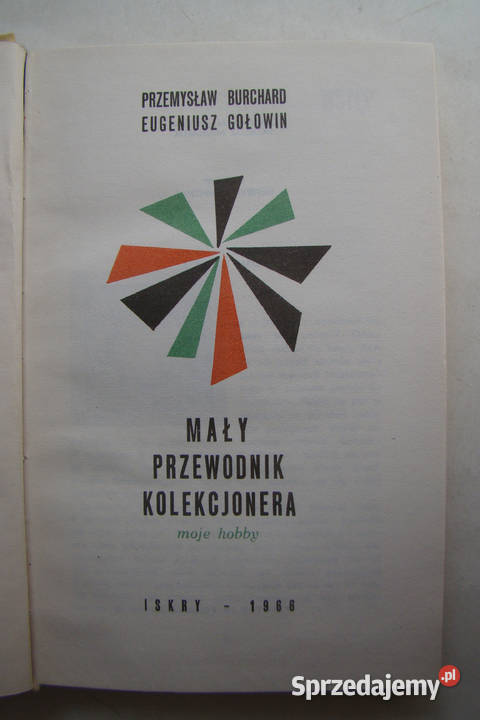 PRZEMYSŁAW BURCHARD
EUGENIUSZ GOŁOWIN
MAŁY
PRZEWODNIK
KOLEKCJONERA
moje hobby
ISKRY - 1966
Sprzedajemy.pl